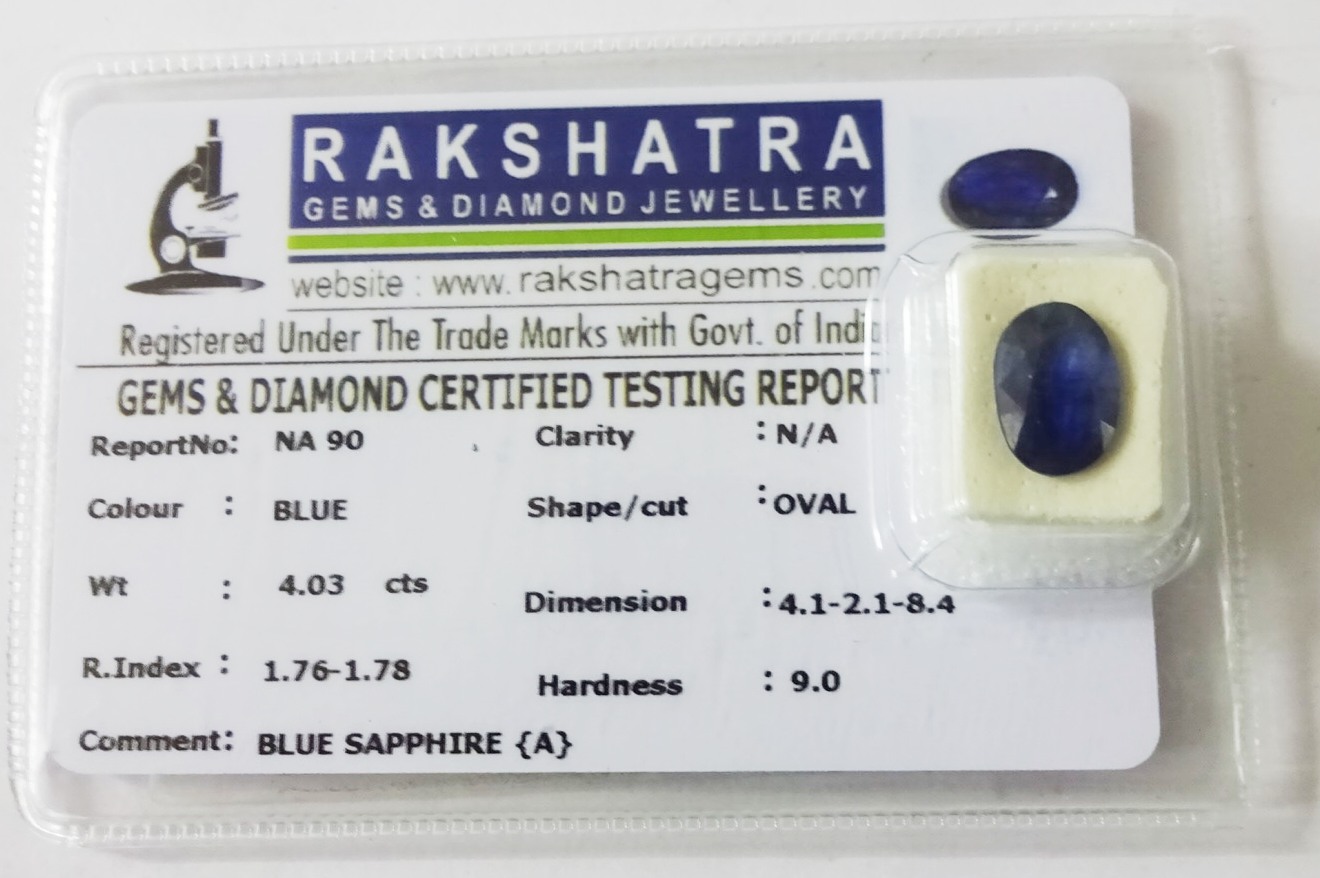 RAKSHATRA
GEMS & DIAMOND JEWELLERY
website : www.rakshatragems.com
Registered Under The Trade Marks with Govt. of India
GEMS & DIAMOND CERTIFIED TESTING REPORT
ReportNo: NA 90 Clarity : N/A
Colour : BLUE Shape/cut : OVAL
Wt : 4.03 cts Dimension : 4.1-2.1-8.4
R.Index : 1.76-1.78 Hardness : 9.0
Comment: BLUE SAPPHIRE {A}